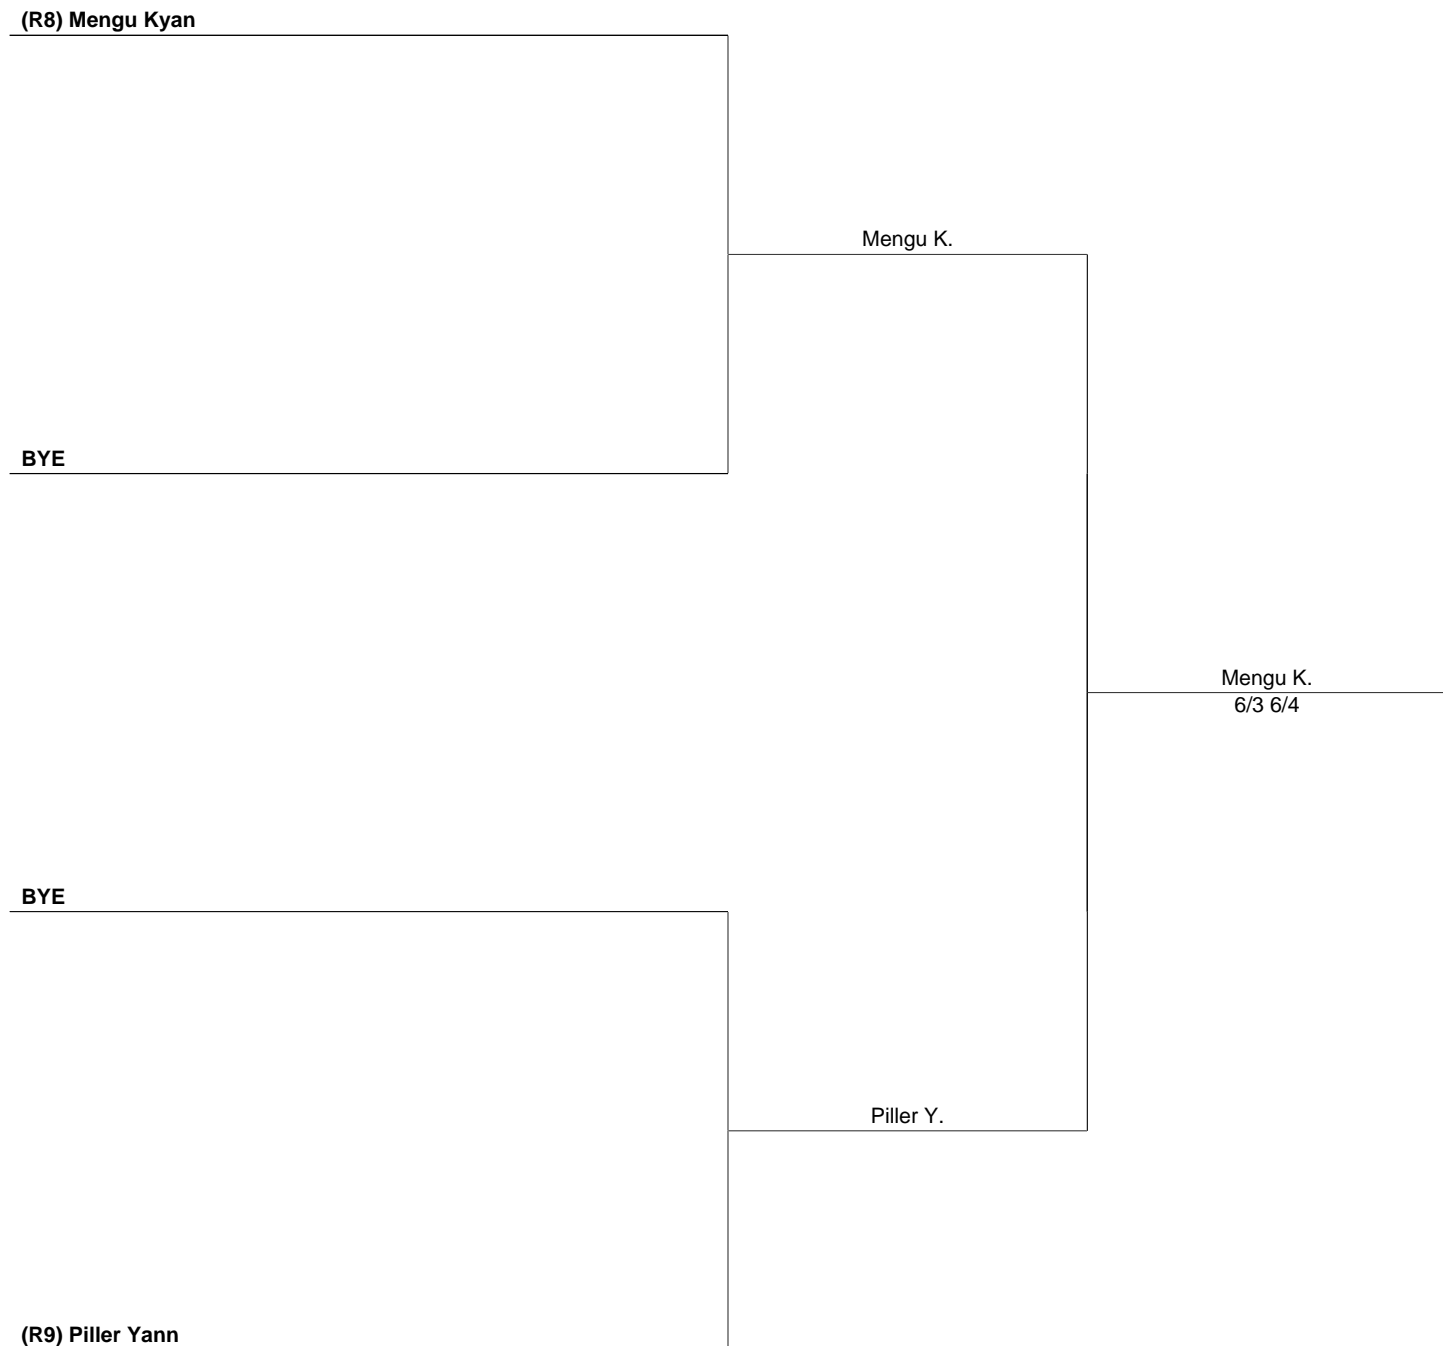 (R8) Mengu Kyan
Mengu K.
BYE
Mengu K.
6/3 6/4
BYE
Piller Y.
(R9) Piller Yann